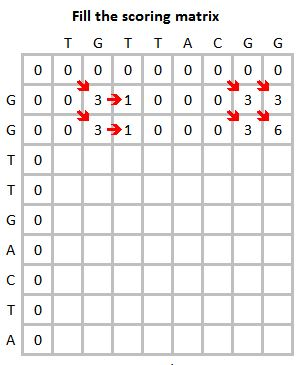 Fill the scoring matrix
T G T T A C G G
0 0 0 0 0 0 0 0 0
G 0 0 3 1 0 0 0 3 3
G 0 0 3 1 0 0 0 3 6
T 0
T 0
G 0
A 0
C 0
T 0
A 0